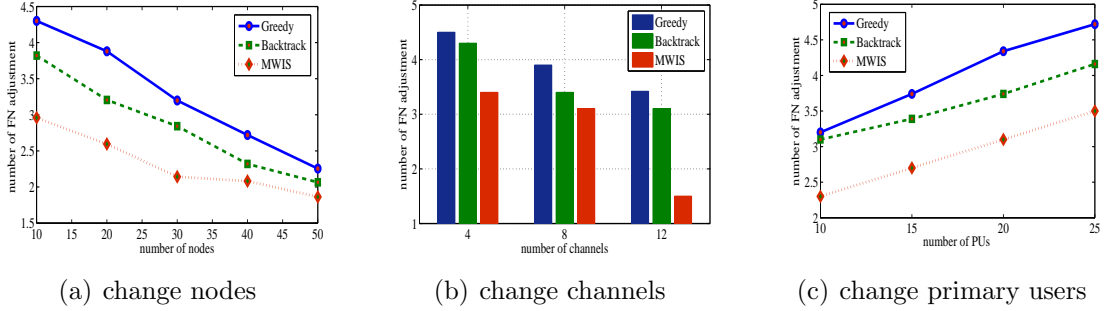 number of FN adjustment
4.5
4
3.5
3
2.5
2
1.5
10 15 20 25 30 35 40 45 50
number of nodes
Greedy
Backtrack
MWIS
(a) change nodes
number of FN adjustment
5
4
3
2
1
4 8 12
number of channels
Greedy
Backtrack
MWIS
(b) change channels
number of FN adjustment
5
4.5
4
3.5
3
2.5
2
10 15 20 25
number of PUs
Greedy
Backtrack
MWIS
(c) change primary users